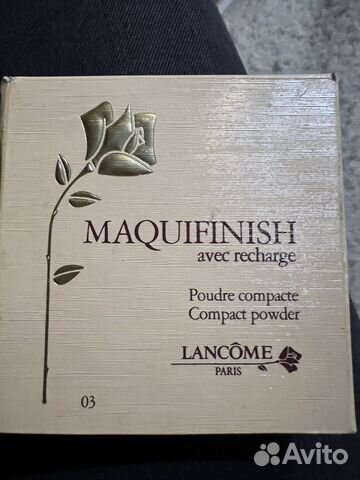 MAQUIFINISH
avec recharge
Poudre compacte
Compact powder
LANCÔME
PARIS
03
Avito